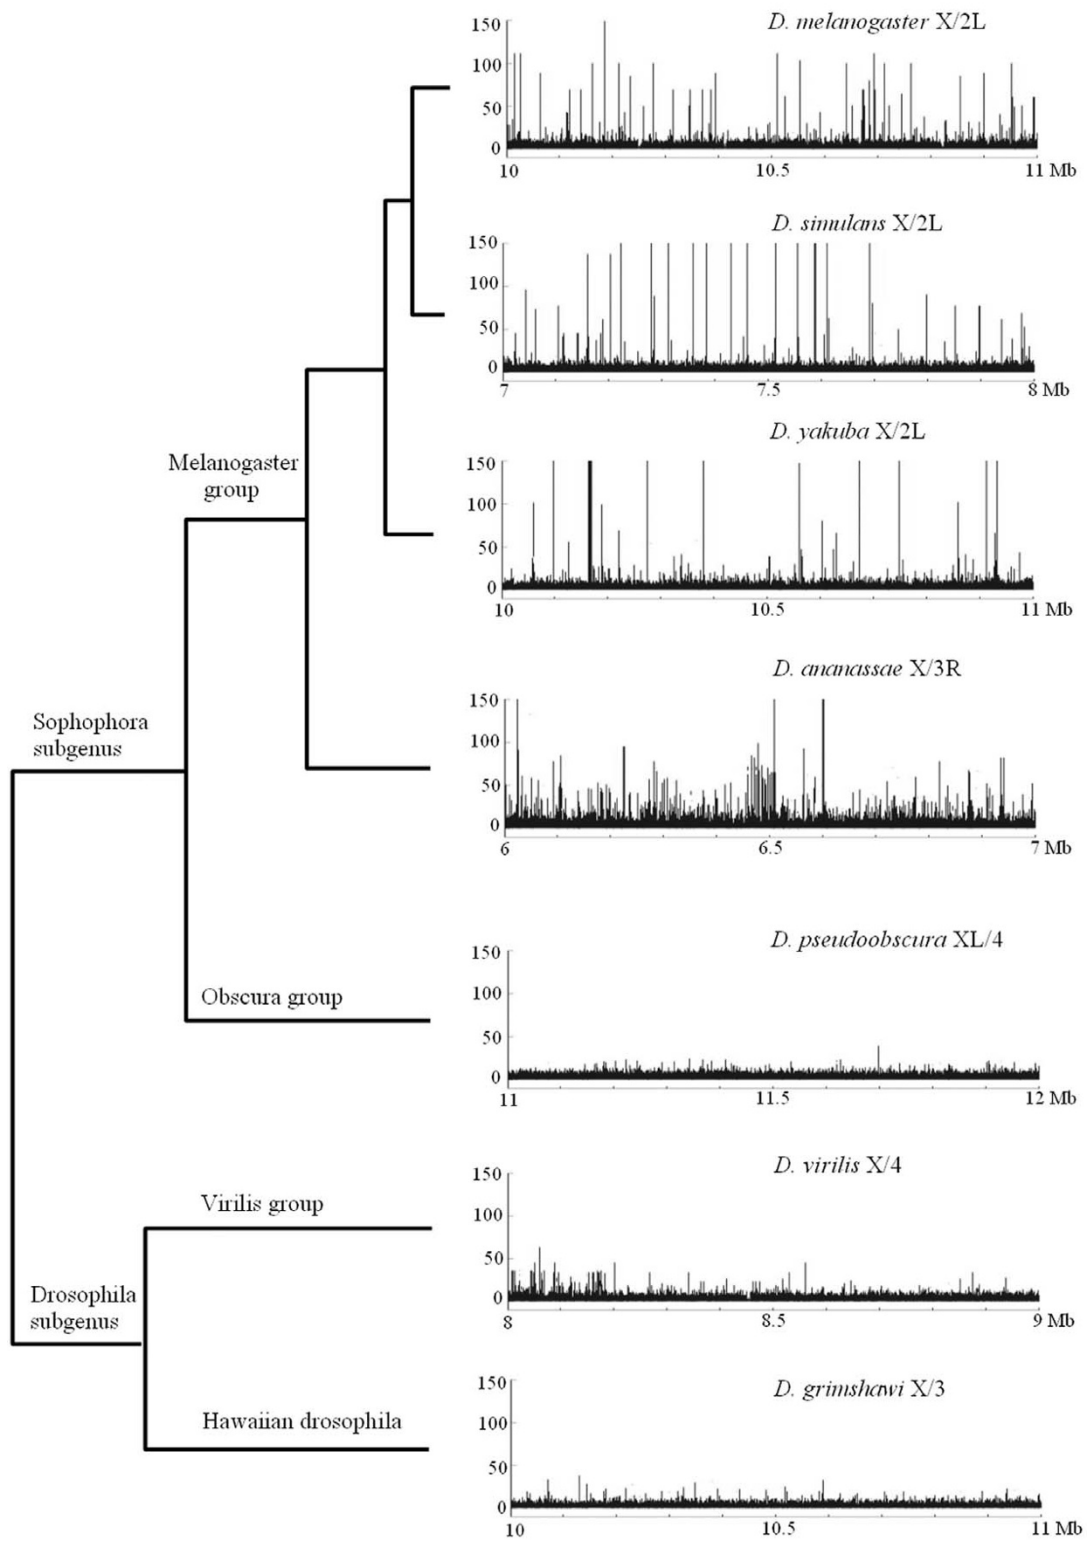 D. melanogaster X/2L
150
100
50
0
10
10.5
11 Mb
D. simulans X/2L
150
100
50
0
7
7.5
8 Mb
D. yakuba X/2L
150
100
50
0
10
10.5
11 Mb
Melanogaster
group
D. ananassae X/3R
150
100
50
0
6
6.5
7 Mb
Sophophora
subgenus
D. pseudoobscura XL/4
150
100
50
0
11
11.5
12 Mb
Obscura group
D. virilis X/4
150
100
50
0
8
8.5
9 Mb
Virilis group
Drosophila
subgenus
D. grimshawi X/3
150
100
50
0
10
10.5
11 Mb
Hawaiian drosophila